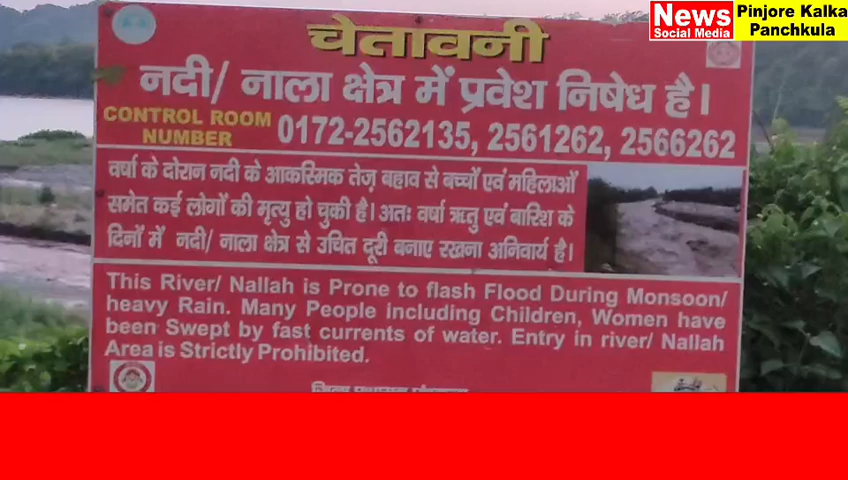 News
Social Media
Pinjore Kalka
Panchkula
चेतावनी
नदी/ नाला क्षेत्र में प्रवेश निषेध है।
CONTROL ROOM
NUMBER
0172-2562135, 2561262, 2566262
वर्षा के दोरान नदी के आकस्मिक तेज़ बहाव से बच्चों एवं महिलाओं
समेत कई लोगों की मृत्यु हो चुकी है। अतः वर्षा ऋतु एवं बारिश के
दिनों में नदी/ नाला क्षेत्र से उचित दूरी बनाए रखना अनिवार्य है।
This River/ Nallah is Prone to flash Flood During Monsoon/
heavy Rain. Many People including Children, Women have
been Swept by fast currents of water. Entry in river/ Nallah
Area is Strictly Prohibited.